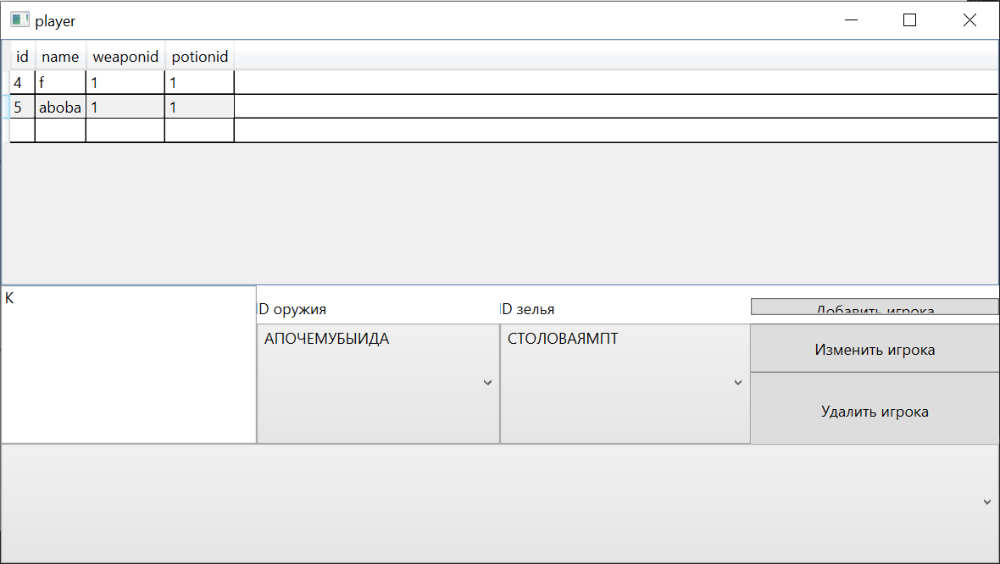 player
id name weaponid potionid
4 f 1 1
5 aboba 1 1
K
ID оружия
ID зелья
Добавить игрока
АПОЧЕМУБЫИДА
СТОЛОВАЯМПТ
Изменить игрока
Удалить игрока